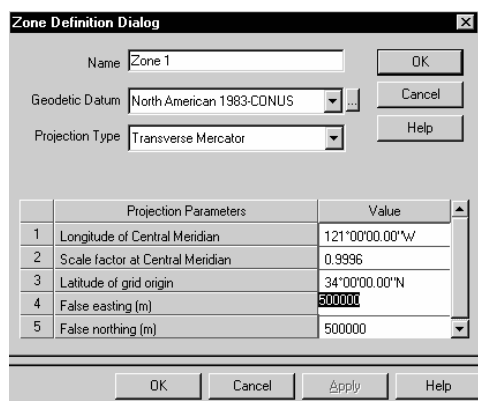 Zone Definition Dialog
Name Zone 1 OK
Geodetic Datum North American 1983-CONUS ... Cancel
Projection Type Transverse Mercator Help
Projection Parameters Value
1 Longitude of Central Meridian 121°00'00.00"W
2 Scale factor at Central Meridian 0.9996
3 Latitude of grid origin 34°00'00.00"N
4 False easting (m) 500000
5 False northing (m) 500000
OK Cancel Apply Help